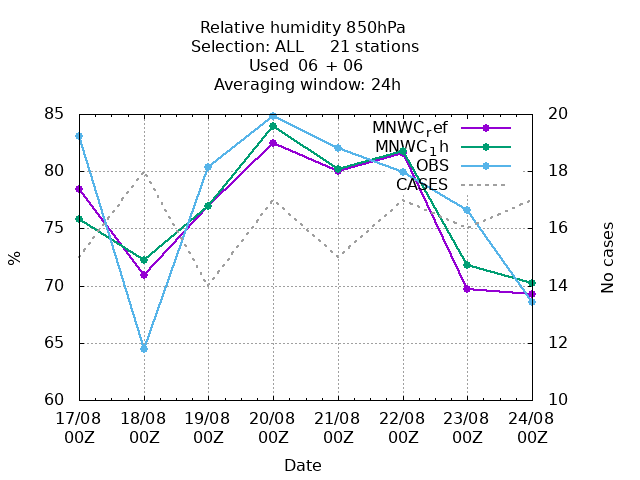 Relative humidity 850hPa
Selection: ALL 21 stations
Used 06 + 06
Averaging window: 24h
85
80
75
70
65
60
%
20
18
16
14
12
10
No cases
MNWCref
MNWC1h
OBS
CASES
17/08 18/08 19/08 20/08 21/08 22/08 23/08 24/08
00Z 00Z 00Z 00Z 00Z 00Z 00Z 00Z
Date